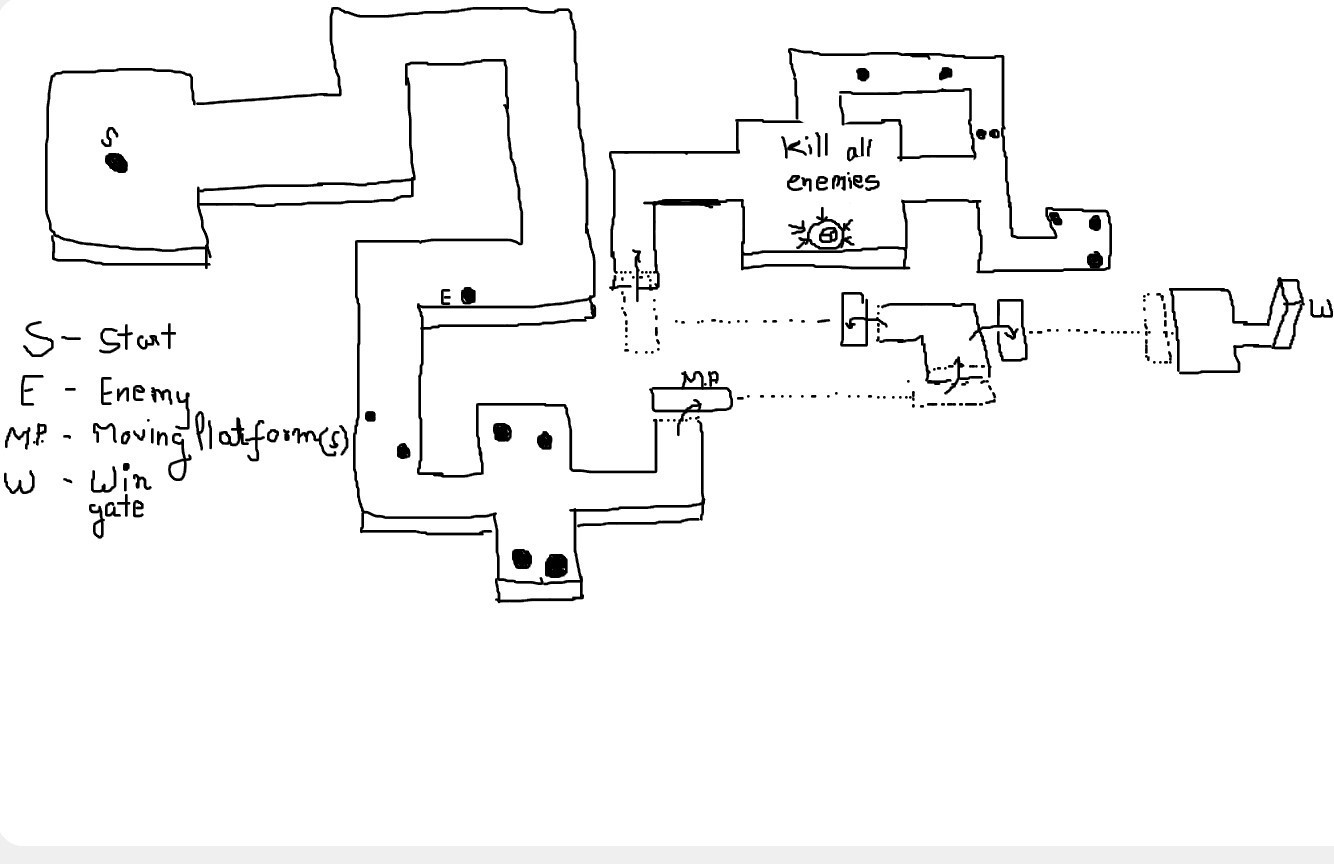 S
Kill all
enemies
E
W
S - Start
E - Enemy
M.P. - Moving Platform(s)
W - Win
gate
M.P.